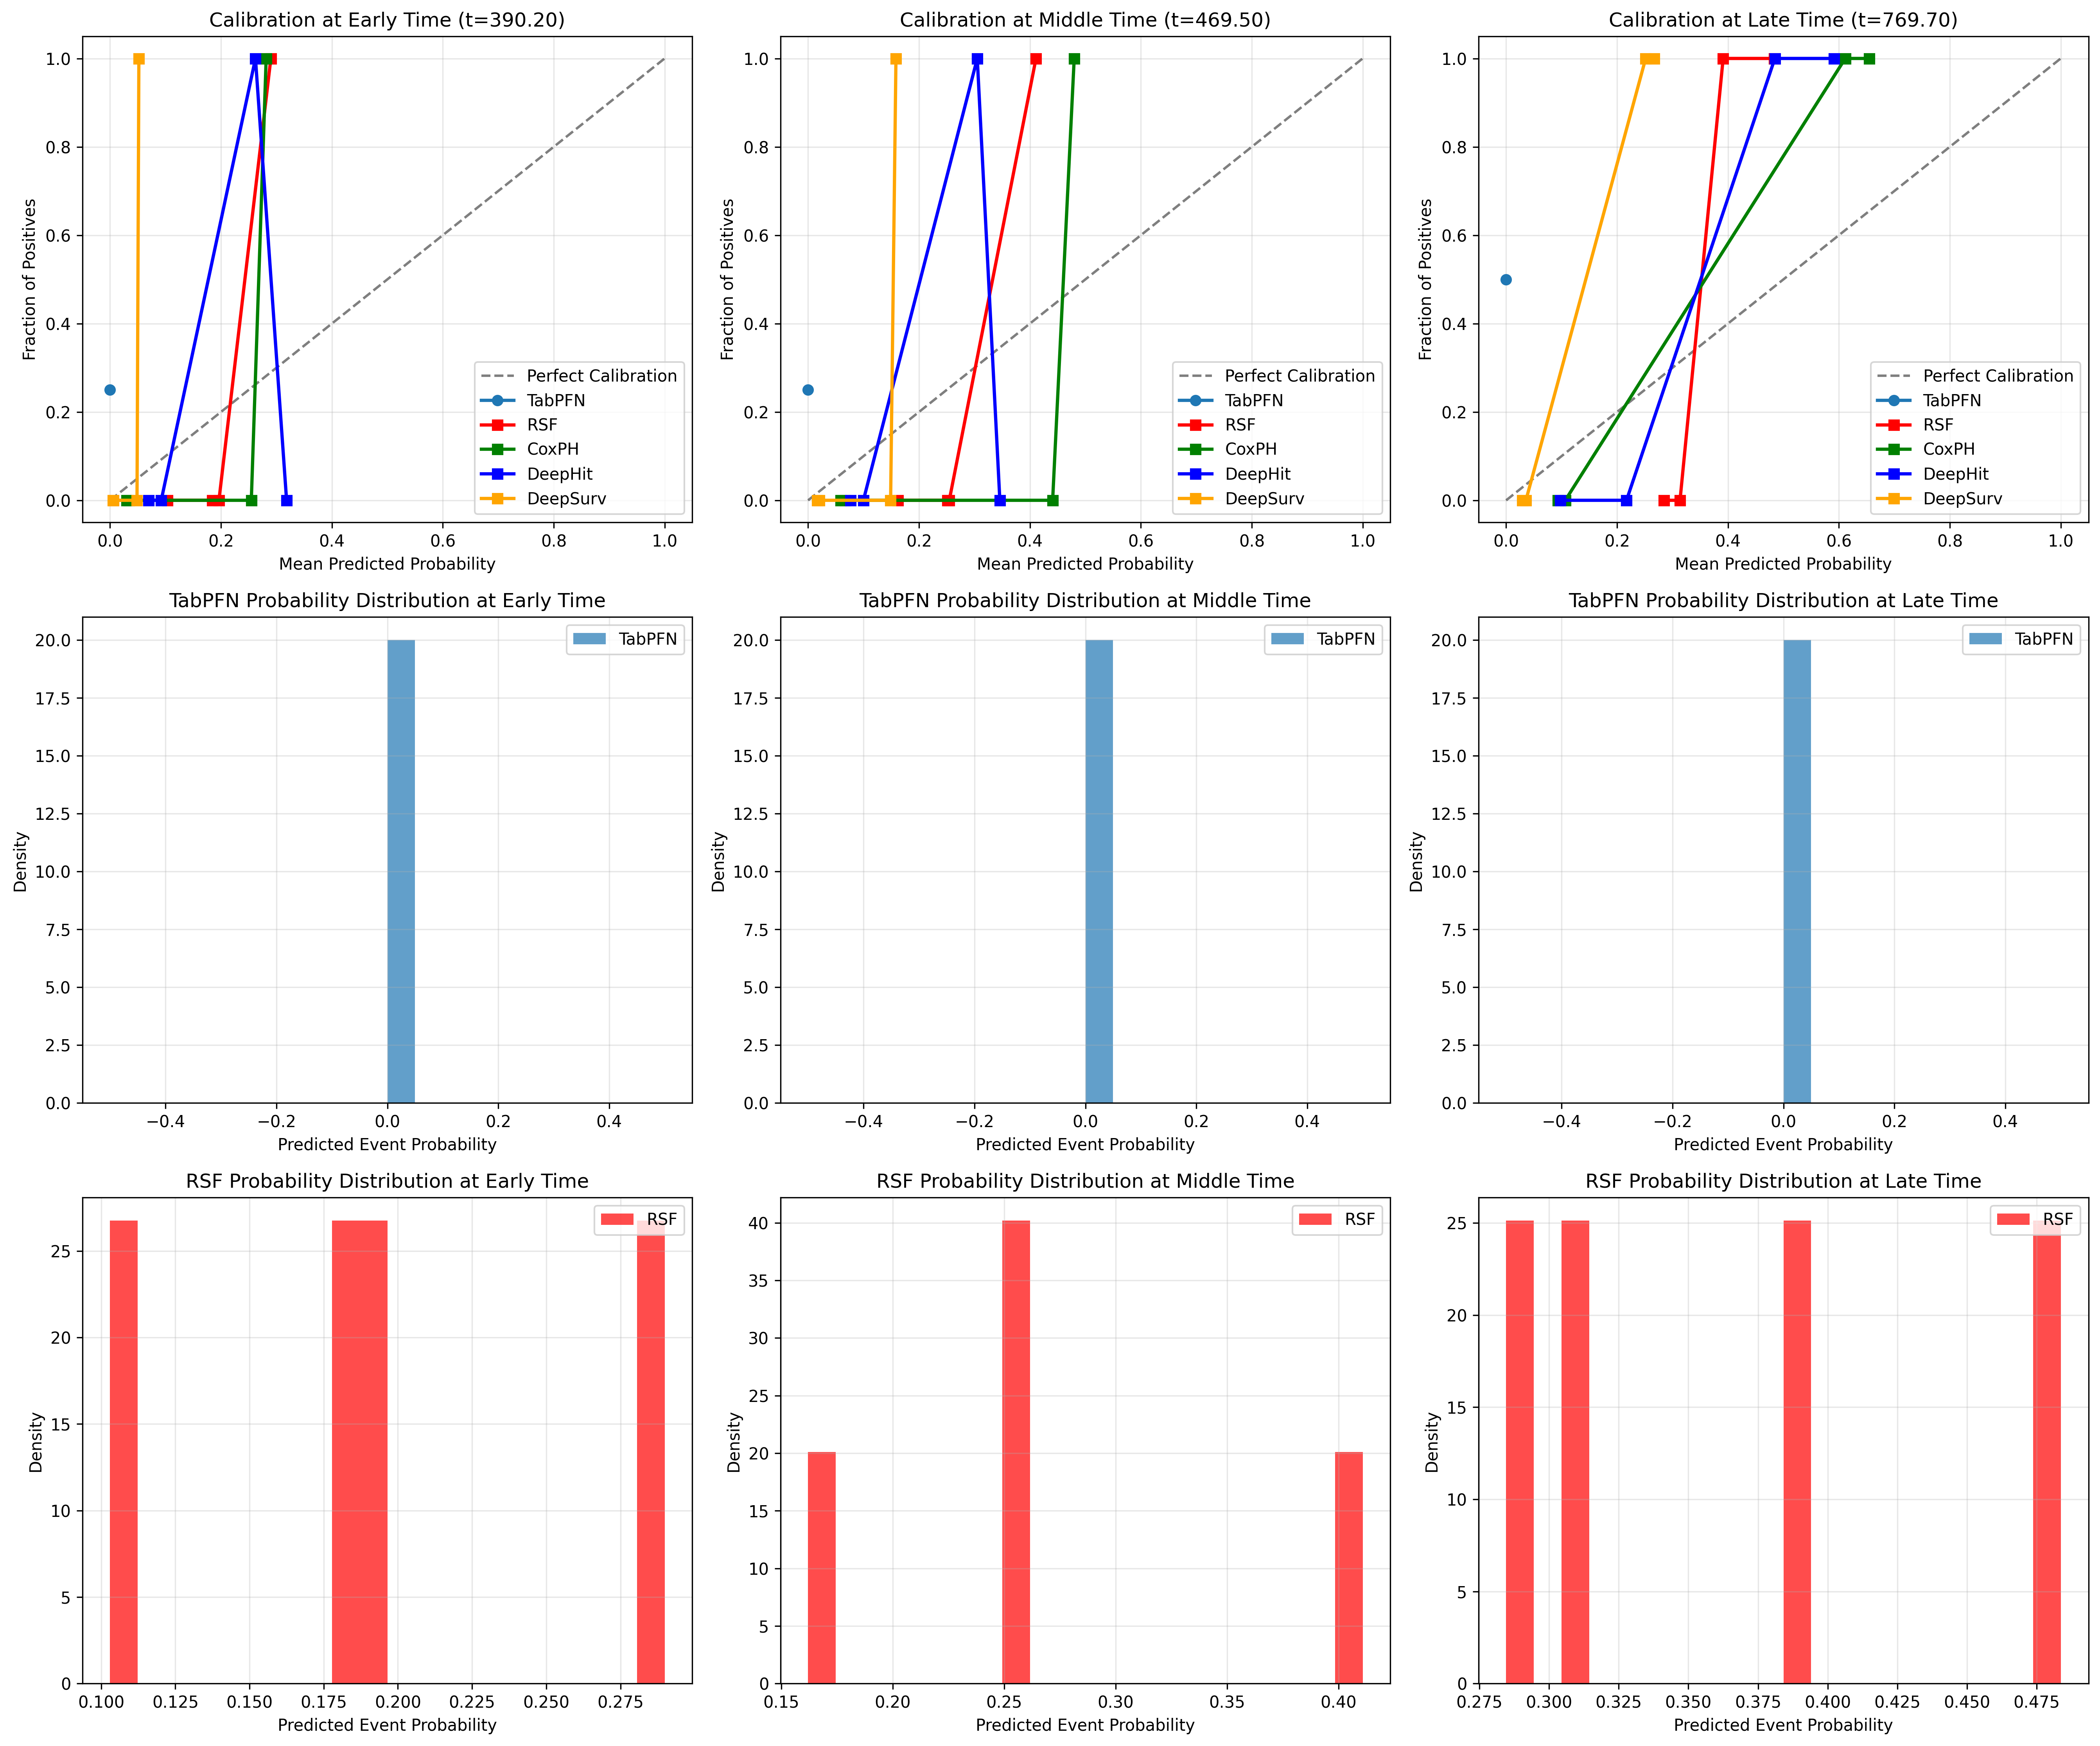 Calibration at Early Time (t=390.20)
Fraction of Positives
1.0
0.8
0.6
0.4
0.2
0.0
Perfect Calibration
TabPFN
RSF
CoxPH
DeepHit
DeepSurv
0.0 0.2 0.4 0.6 0.8 1.0
Mean Predicted Probability
Calibration at Middle Time (t=469.50)
Fraction of Positives
1.0
0.8
0.6
0.4
0.2
0.0
Perfect Calibration
TabPFN
RSF
CoxPH
DeepHit
DeepSurv
0.0 0.2 0.4 0.6 0.8 1.0
Mean Predicted Probability
Calibration at Late Time (t=769.70)
Fraction of Positives
1.0
0.8
0.6
0.4
0.2
0.0
Perfect Calibration
TabPFN
RSF
CoxPH
DeepHit
DeepSurv
0.0 0.2 0.4 0.6 0.8 1.0
Mean Predicted Probability
TabPFN Probability Distribution at Early Time
Density
20.0
17.5
15.0
12.5
10.0
7.5
5.0
2.5
0.0
TabPFN
−0.4 −0.2 0.0 0.2 0.4
Predicted Event Probability
TabPFN Probability Distribution at Middle Time
Density
20.0
17.5
15.0
12.5
10.0
7.5
5.0
2.5
0.0
TabPFN
−0.4 −0.2 0.0 0.2 0.4
Predicted Event Probability
TabPFN Probability Distribution at Late Time
Density
20.0
17.5
15.0
12.5
10.0
7.5
5.0
2.5
0.0
TabPFN
−0.4 −0.2 0.0 0.2 0.4
Predicted Event Probability
RSF Probability Distribution at Early Time
Density
25
20
15
10
5
0
RSF
0.100 0.125 0.150 0.175 0.200 0.225 0.250 0.275
Predicted Event Probability
RSF Probability Distribution at Middle Time
Density
40
35
30
25
20
15
10
5
0
RSF
0.15 0.20 0.25 0.30 0.35 0.40
Predicted Event Probability
RSF Probability Distribution at Late Time
Density
25
20
15
10
5
0
RSF
0.275 0.300 0.325 0.350 0.375 0.400 0.425 0.450 0.475
Predicted Event Probability